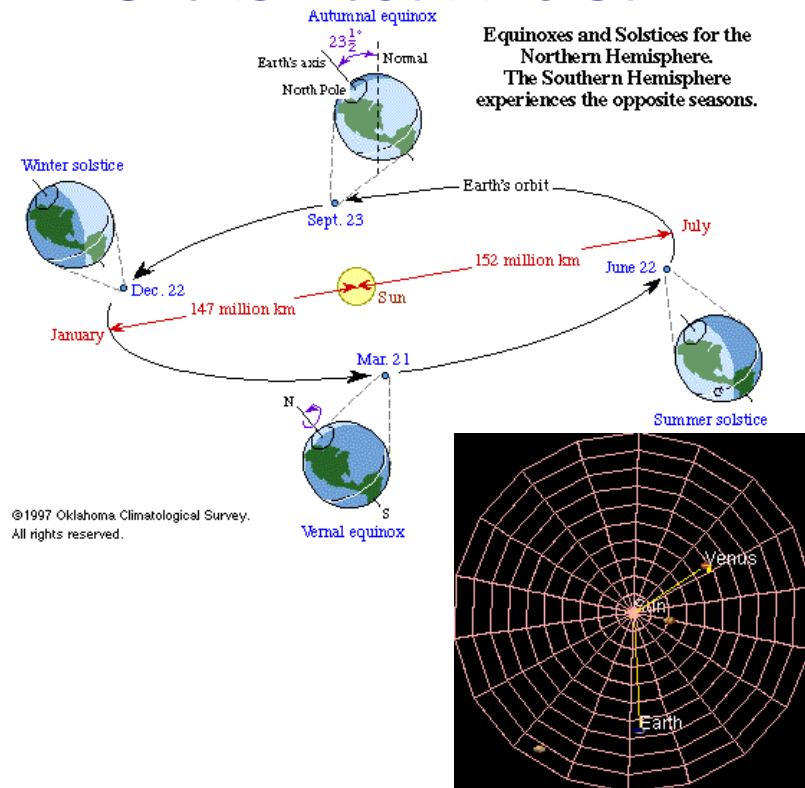 Autumnal equinox
23 1/2°
Earth's axis
Normal
North Pole
Equinoxes and Solstices for the
Northern Hemisphere.
The Southern Hemisphere
experiences the opposite seasons.
Winter solstice
Earth's orbit
Sept. 23
July
152 million km
June 22
Dec. 22
147 million km
Sun
January
Mar. 21
N
Summer solstice
S
©1997 Oklahoma Climatological Survey.
All rights reserved.
Vernal equinox
Venus
Sun
Earth